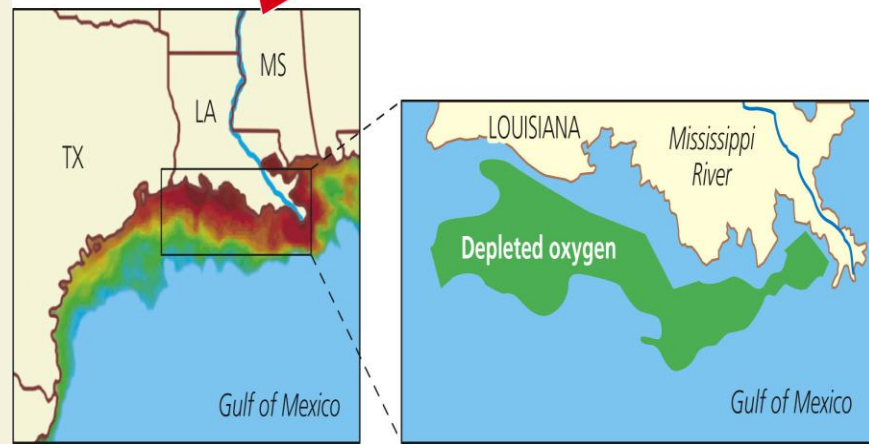 MS
LA
TX
Gulf of Mexico
LOUISIANA
Mississippi
River
Depleted oxygen
Gulf of Mexico